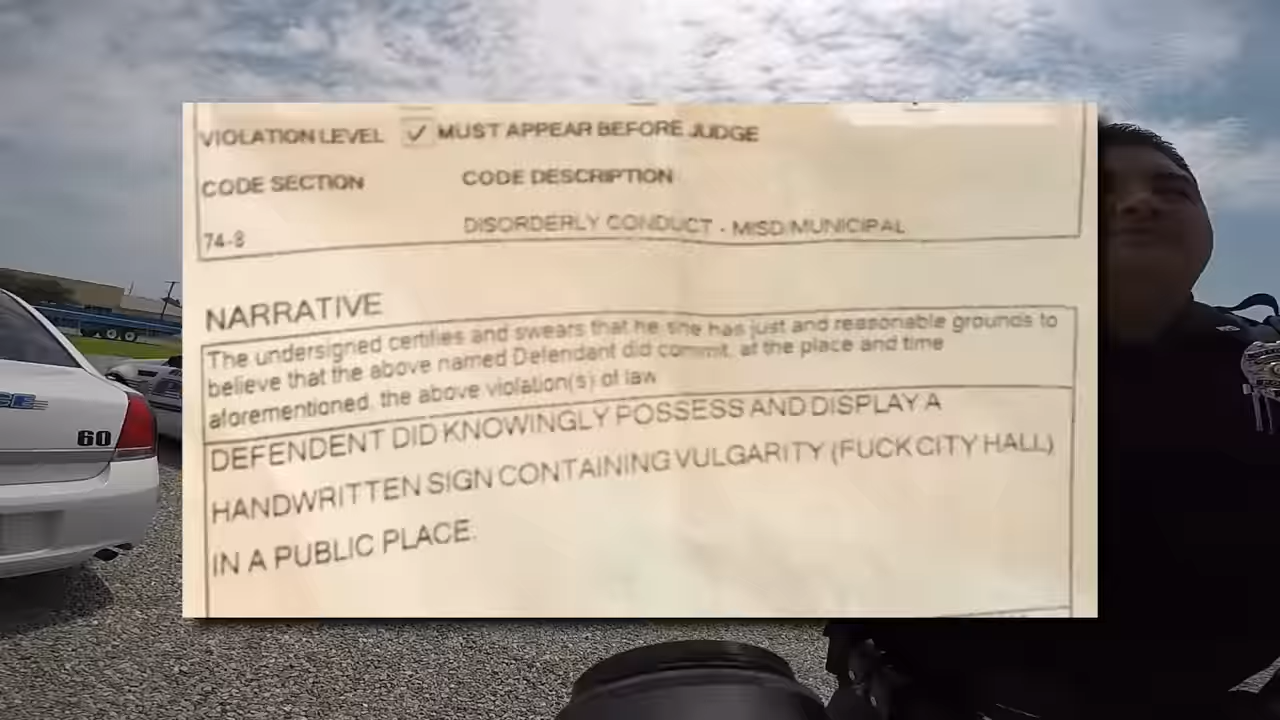 VIOLATION LEVEL ✓ MUST APPEAR BEFORE JUDGE
CODE SECTION CODE DESCRIPTION
74-8 DISORDERLY CONDUCT - MISD/MUNICIPAL
NARRATIVE
The undersigned certifies and swears that he she has just and reasonable grounds to
believe that the above named Defendant did commit, at the place and time
aforementioned, the above violation(s) of law
DEFENDENT DID KNOWINGLY POSSESS AND DISPLAY A
HANDWRITTEN SIGN CONTAINING VULGARITY (FUCK CITY HALL)
IN A PUBLIC PLACE.
60